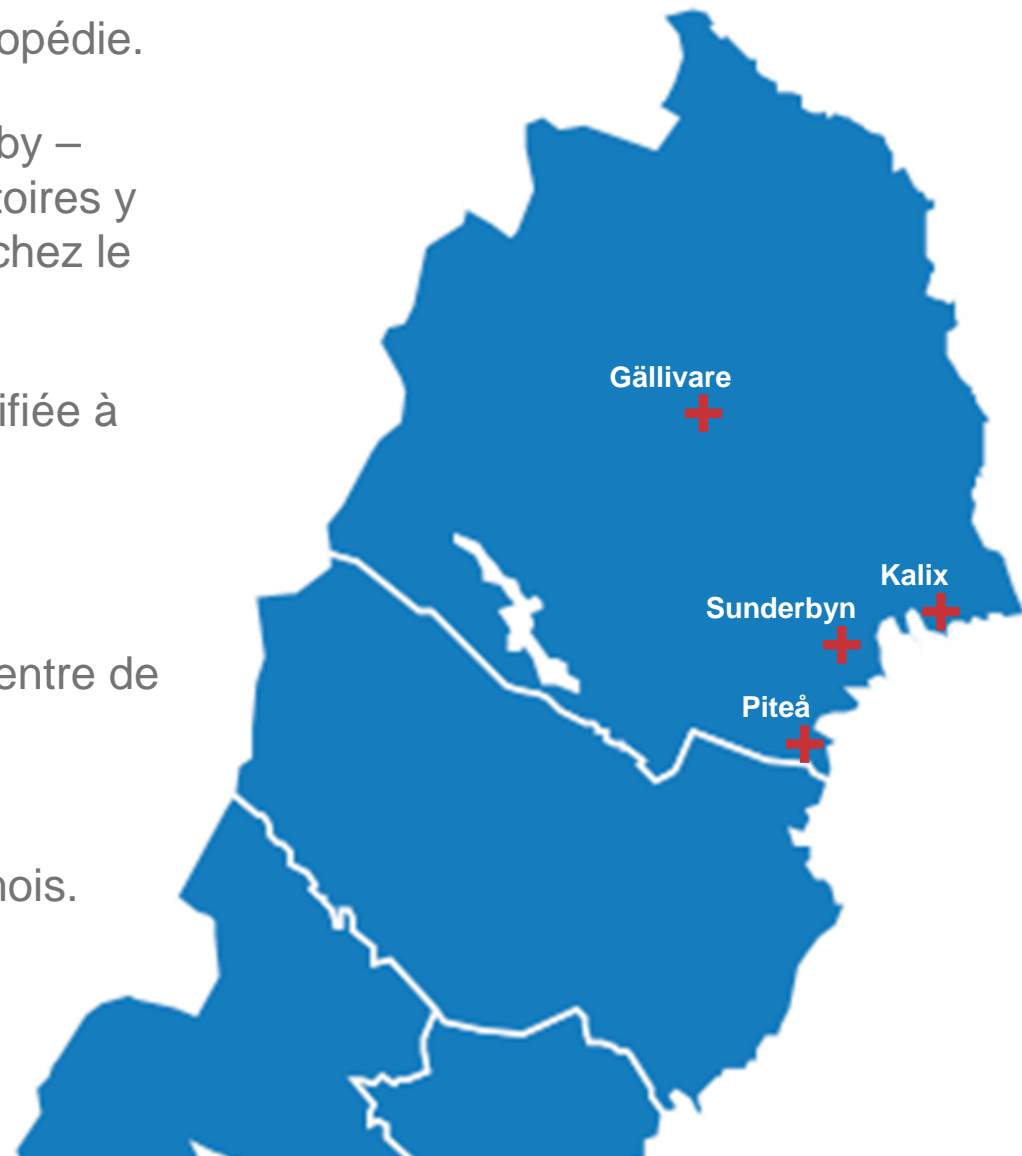 opédie.
by –
toires y
chez le
ifiée à
entre de
nois.
Gällivare
Kalix
Sunderbyn
Piteå